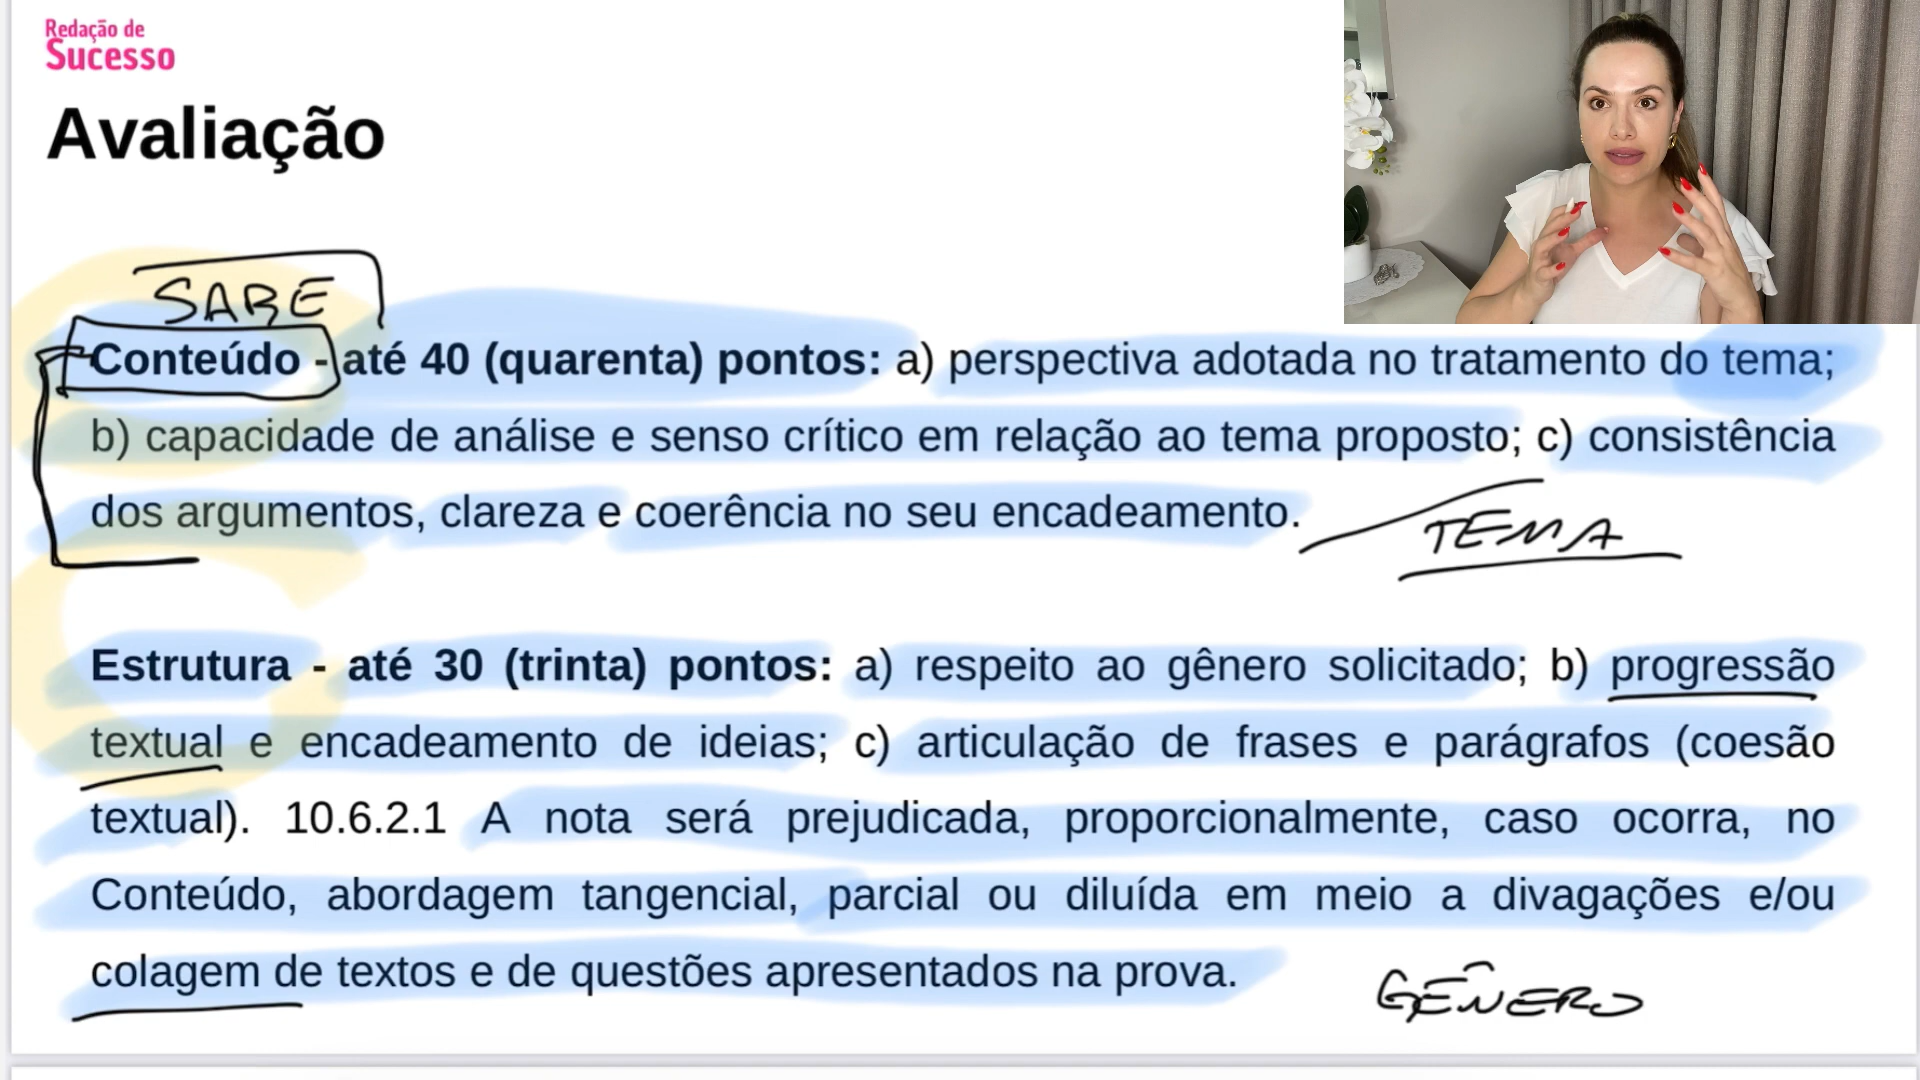 Redação de
Sucesso
Avaliação
SABE
Conteúdo - até 40 (quarenta) pontos: a) perspectiva adotada no tratamento do tema;
b) capacidade de análise e senso crítico em relação ao tema proposto; c) consistência
dos argumentos, clareza e coerência no seu encadeamento.
TEMA
Estrutura - até 30 (trinta) pontos: a) respeito ao gênero solicitado; b) progressão
textual e encadeamento de ideias; c) articulação de frases e parágrafos (coesão
textual). 10.6.2.1 A nota será prejudicada, proporcionalmente, caso ocorra, no
Conteúdo, abordagem tangencial, parcial ou diluída em meio a divagações e/ou
colagem de textos e de questões apresentados na prova.
GÊNERO